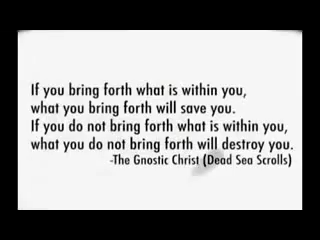 If you bring forth what is within you,
what you bring forth will save you.
If you do not bring forth what is within you,
what you do not bring forth will destroy you.
-The Gnostic Christ (Dead Sea Scrolls)